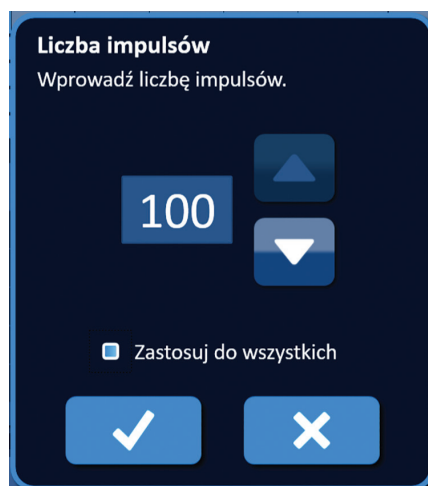 Liczba impulsów
Wprowadź liczbę impulsów.
100
Zastosuj do wszystkich